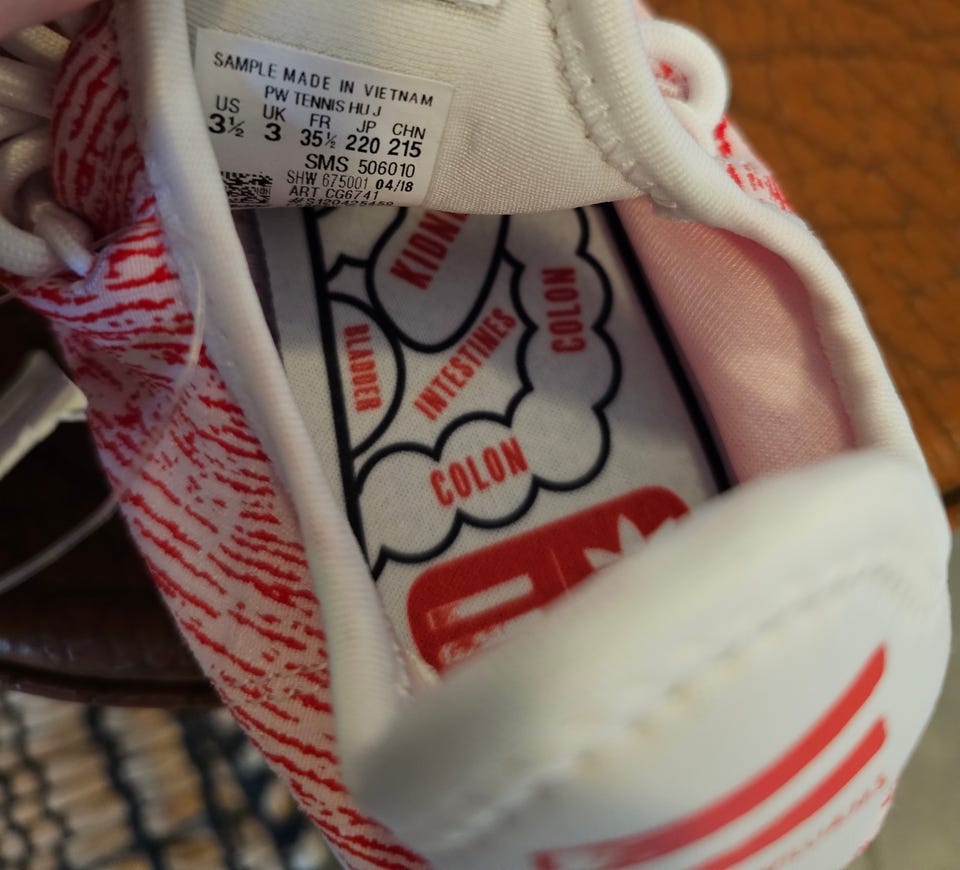 SAMPLE MADE IN VIETNAM
PW TENNIS HU J
US UK FR JP CHN
3½ 3 35½ 220 215
SMS 506010
SHW 675001 04/18
ART CG6741
COLON
BLADDER
INTESTINES
COLON